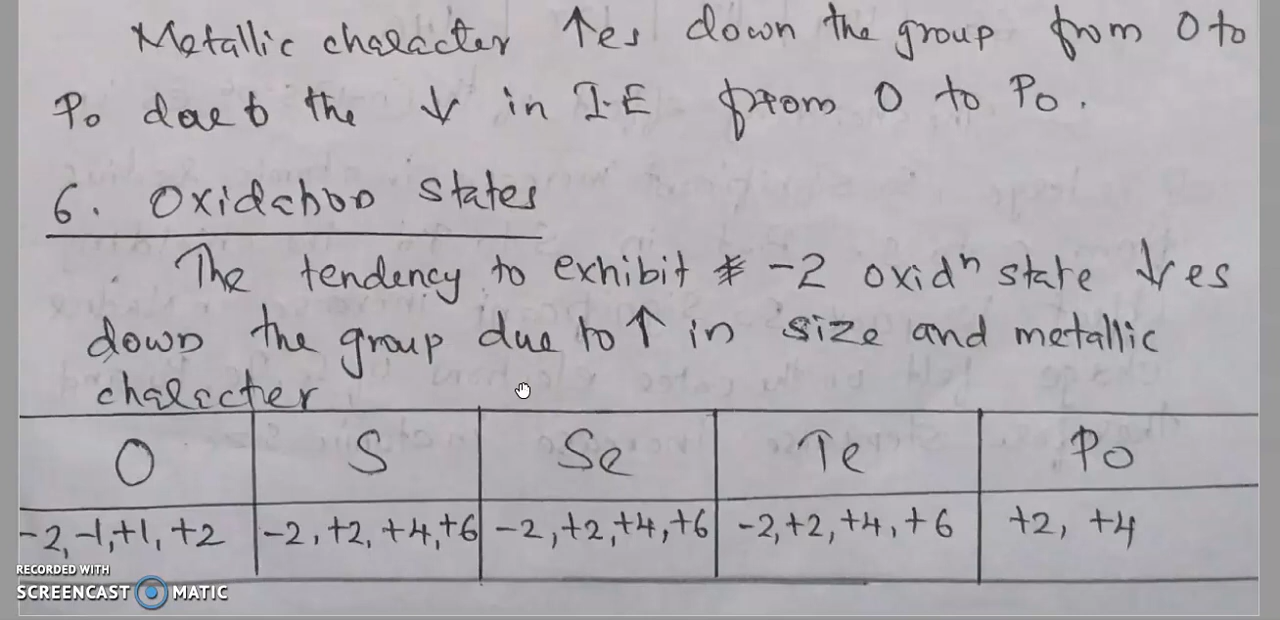 Metallic character ↑es down the group from O to
Po due to the ↓ in I.E from O to Po.
6. Oxidation states
The tendency to exhibit -2 oxidⁿ state ↓es
down the group due to ↑ in size and metallic
character
O S Se Te Po
-2, -1, +1, +2 -2, +2, +4, +6 -2, +2, +4, +6 -2, +2, +4, +6 +2, +4
RECORDED WITH
SCREENCAST MATIC